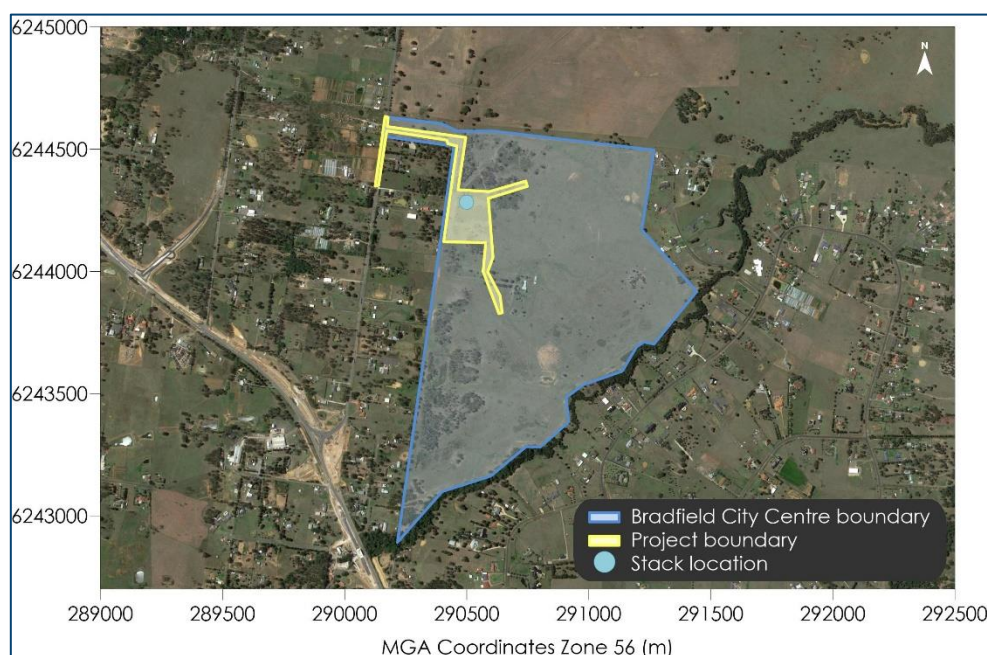 6245000
N
6244500
6244000
6243500
6243000
Bradfield City Centre boundary
Project boundary
Stack location
289000 289500 290000 290500 291000 291500 292000 292500
MGA Coordinates Zone 56 (m)